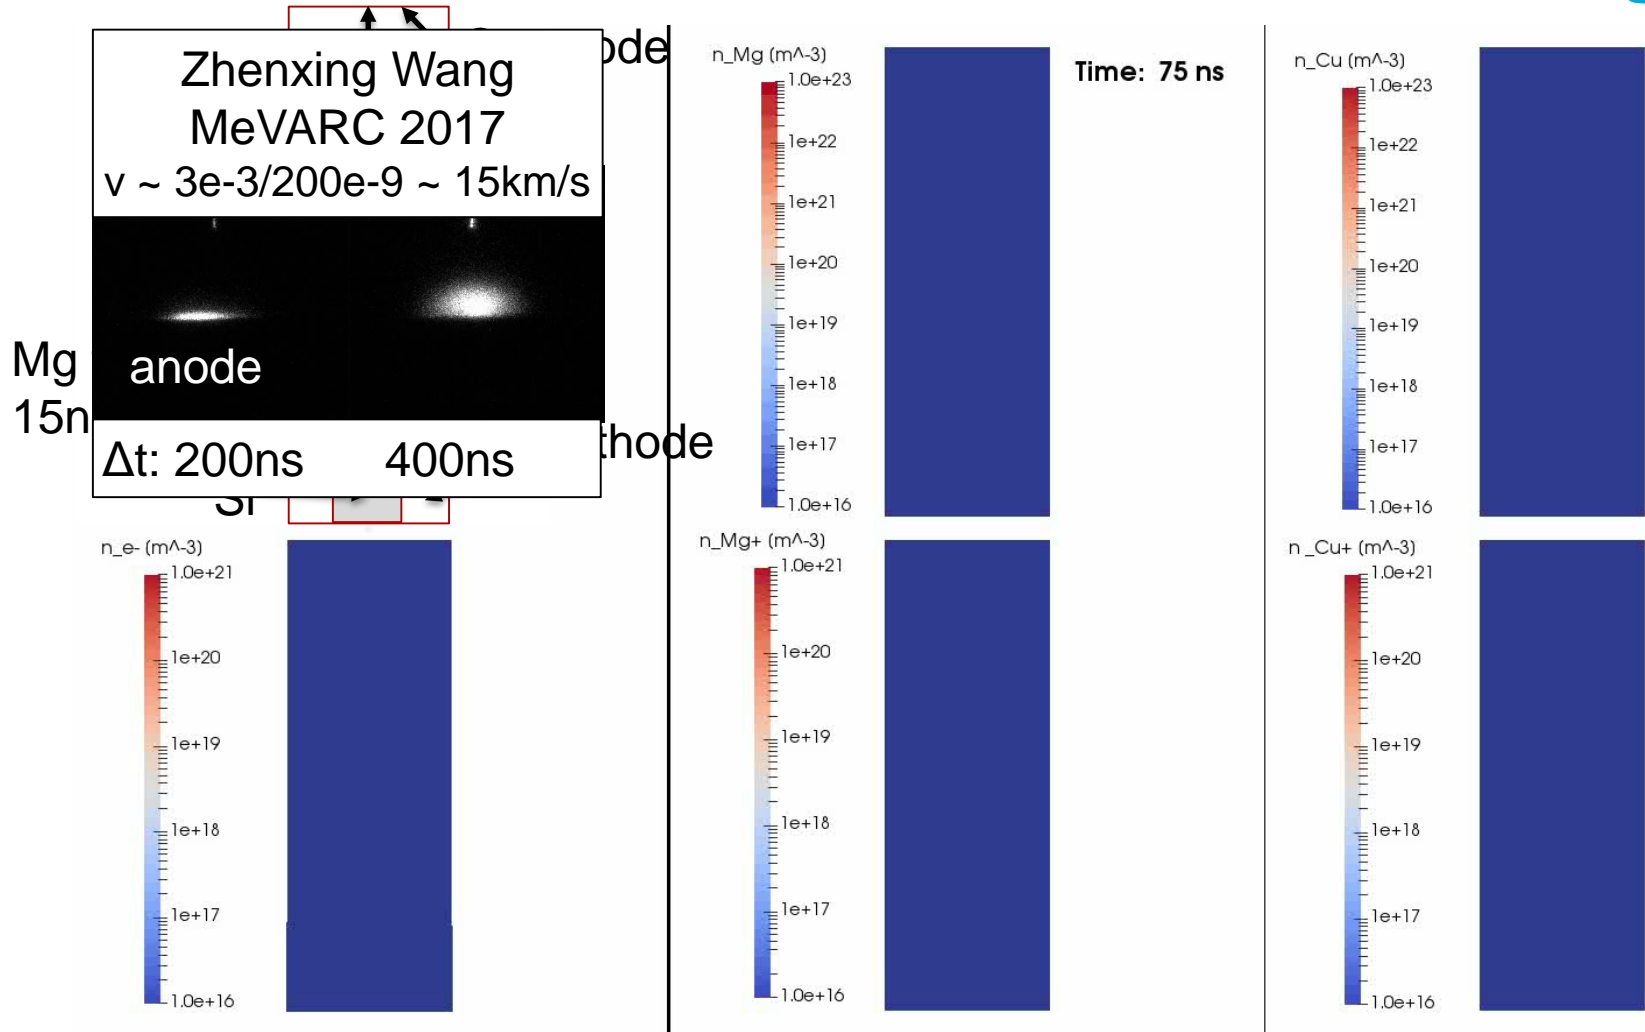 Zhenxing Wang
MeVARC 2017
v ~ 3e-3/200e-9 ~ 15km/s
anode
Δt: 200ns 400ns
Mg
n_e- (m^-3)
1.0e+21
1e+20
1e+19
1e+18
1e+17
1.0e+16
n_Mg (m^-3)
1.0e+23
1e+22
1e+21
1e+20
1e+19
1e+18
1e+17
1.0e+16
Time: 75 ns
n_Mg+ (m^-3)
1.0e+21
1e+20
1e+19
1e+18
1e+17
1.0e+16
n_Cu (m^-3)
1.0e+23
1e+22
1e+21
1e+20
1e+19
1e+18
1e+17
1.0e+16
n _Cu+ (m^-3)
1.0e+21
1e+20
1e+19
1e+18
1e+17
1.0e+16